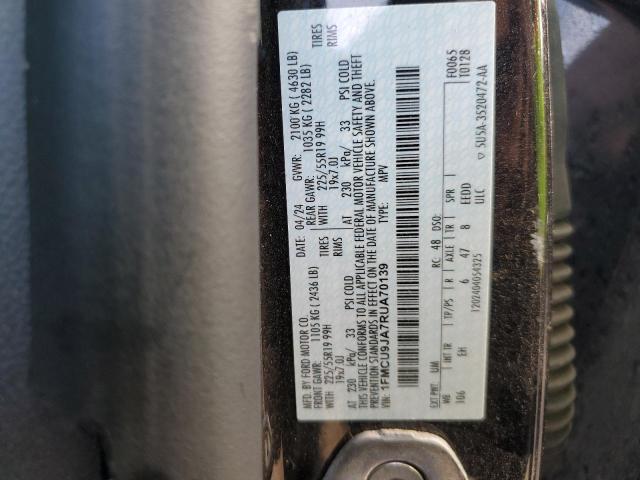 MFD. BY FORD MOTOR CO.
DATE: 04/24 GVWR: 2100 KG ( 4630 LB)
FRONT GAWR: 1105 KG ( 2436 LB) REAR GAWR: 1035 KG ( 2282 LB)
WITH 225/55R19 99H TIRES WITH 225/55R19 99H TIRES
19x7.0J RIMS 19x7.0J RIMS
AT 230 kPa/ 33 PSI COLD AT 230 kPa/ 33 PSI COLD
THIS VEHICLE CONFORMS TO ALL APPLICABLE FEDERAL MOTOR VEHICLE SAFETY AND THEFT
PREVENTION STANDARDS IN EFFECT ON THE DATE OF MANUFACTURE SHOWN ABOVE.
VIN: 1FMCU9JA7RUA70139 TYPE: MPV
F0065
T0128
EXT PNT: UM RC: 48 DSO:
WB INT TR TP/PS R AXLE TR SPR
106 EH 6 47 8 EEDD
ULC
1202404054325 SU5A-3520472-AA